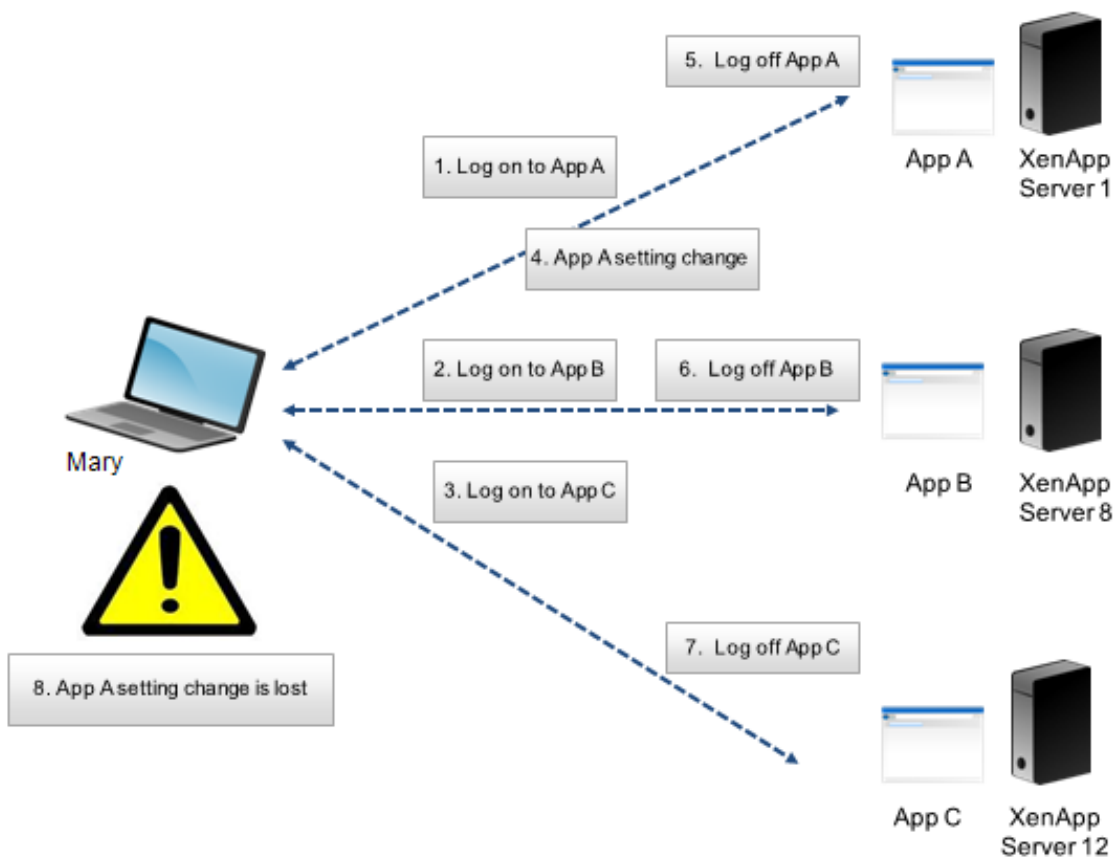 5. Log off App A
App A
XenApp
Server 1
1. Log on to App A
4. App A setting change
2. Log on to App B
6. Log off App B
Mary
App B
XenApp
Server 8
3. Log on to App C
7. Log off App C
8. App A setting change is lost
App C
XenApp
Server 12